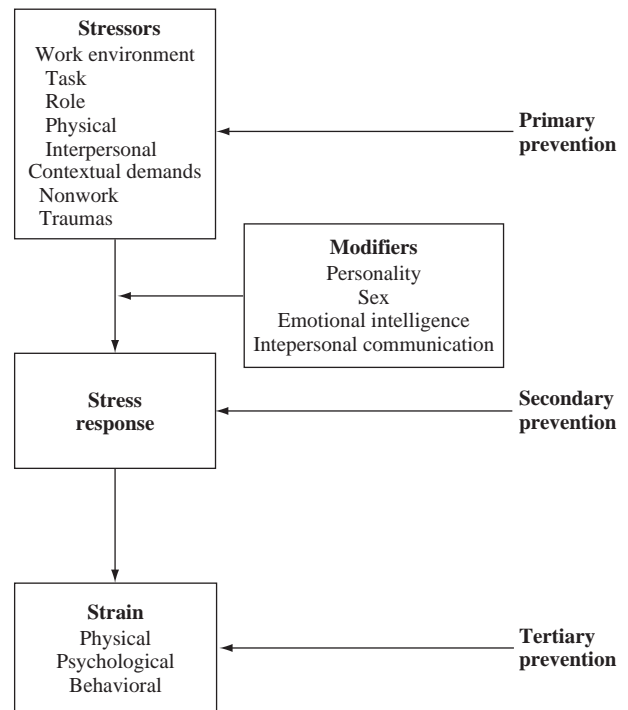 Stressors
Work environment
Task
Role
Physical
Interpersonal
Contextual demands
Nonwork
Traumas
Primary
prevention
Modifiers
Personality
Sex
Emotional intelligence
Intepersonal communication
Stress
response
Secondary
prevention
Strain
Physical
Psychological
Behavioral
Tertiary
prevention